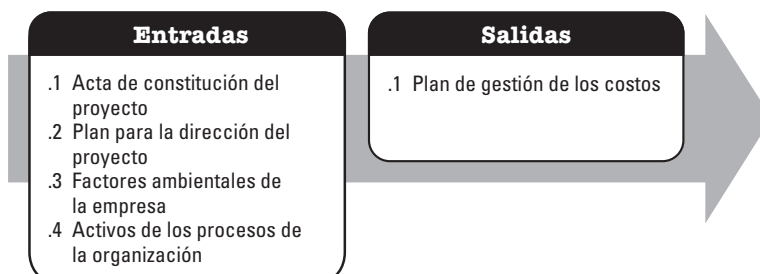 Entradas
.1 Acta de constitución del
proyecto
.2 Plan para la dirección del
proyecto
.3 Factores ambientales de
la empresa
.4 Activos de los procesos de
la organización
Salidas
.1 Plan de gestión de los costos